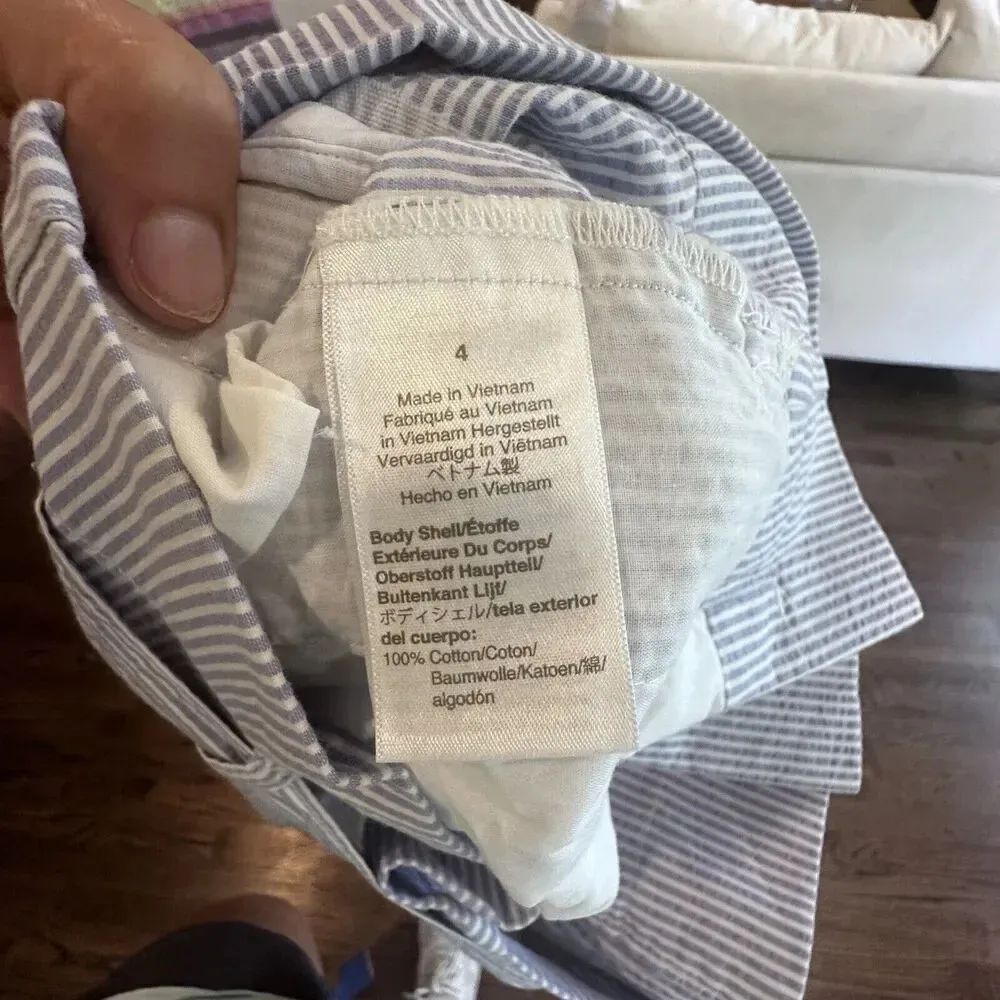 4
Made in Vietnam
Fabriqué au Vietnam
in Vietnam Hergestellt
Vervaardigd in Viëtnam
ベトナム製
Hecho en Vietnam
Body Shell/Étoffe
Extérieure Du Corps/
Oberstoff Hauptteil/
Buitenkant Lijf/
ボディシェル/tela exterior
del cuerpo:
100% Cotton/Coton/
Baumwolle/Katoen/綿/
algodón